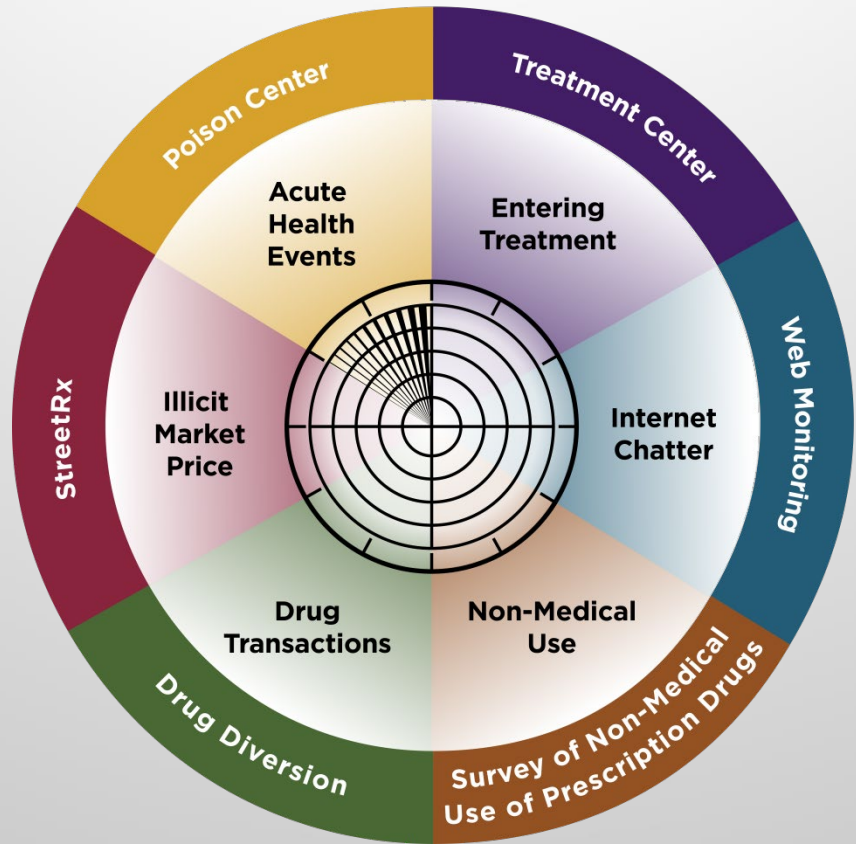 Poison Center
Treatment Center
Acute
Health
Events
Entering
Treatment
StreetRx
Illicit
Market
Price
Internet
Chatter
Web Monitoring
Drug
Transactions
Non-Medical
Use
Drug Diversion
Survey of Non-Medical
Use of Prescription Drugs